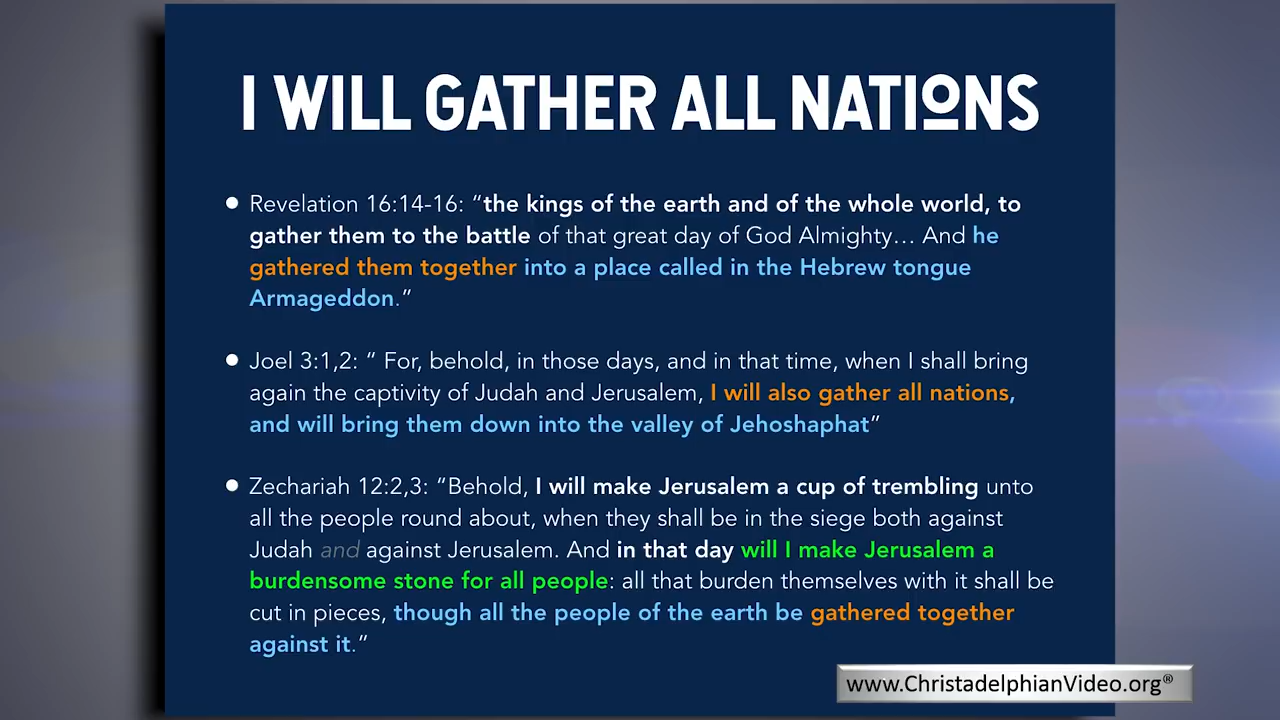 I WILL GATHER ALL NATIONS
• Revelation 16:14-16: “the kings of the earth and of the whole world, to
gather them to the battle of that great day of God Almighty… And he
gathered them together into a place called in the Hebrew tongue
Armageddon.”
• Joel 3:1,2: “ For, behold, in those days, and in that time, when I shall bring
again the captivity of Judah and Jerusalem, I will also gather all nations,
and will bring them down into the valley of Jehoshaphat”
• Zechariah 12:2,3: “Behold, I will make Jerusalem a cup of trembling unto
all the people round about, when they shall be in the siege both against
Judah and against Jerusalem. And in that day will I make Jerusalem a
burdensome stone for all people: all that burden themselves with it shall be
cut in pieces, though all the people of the earth be gathered together
against it.”
www.ChristadelphianVideo.org®